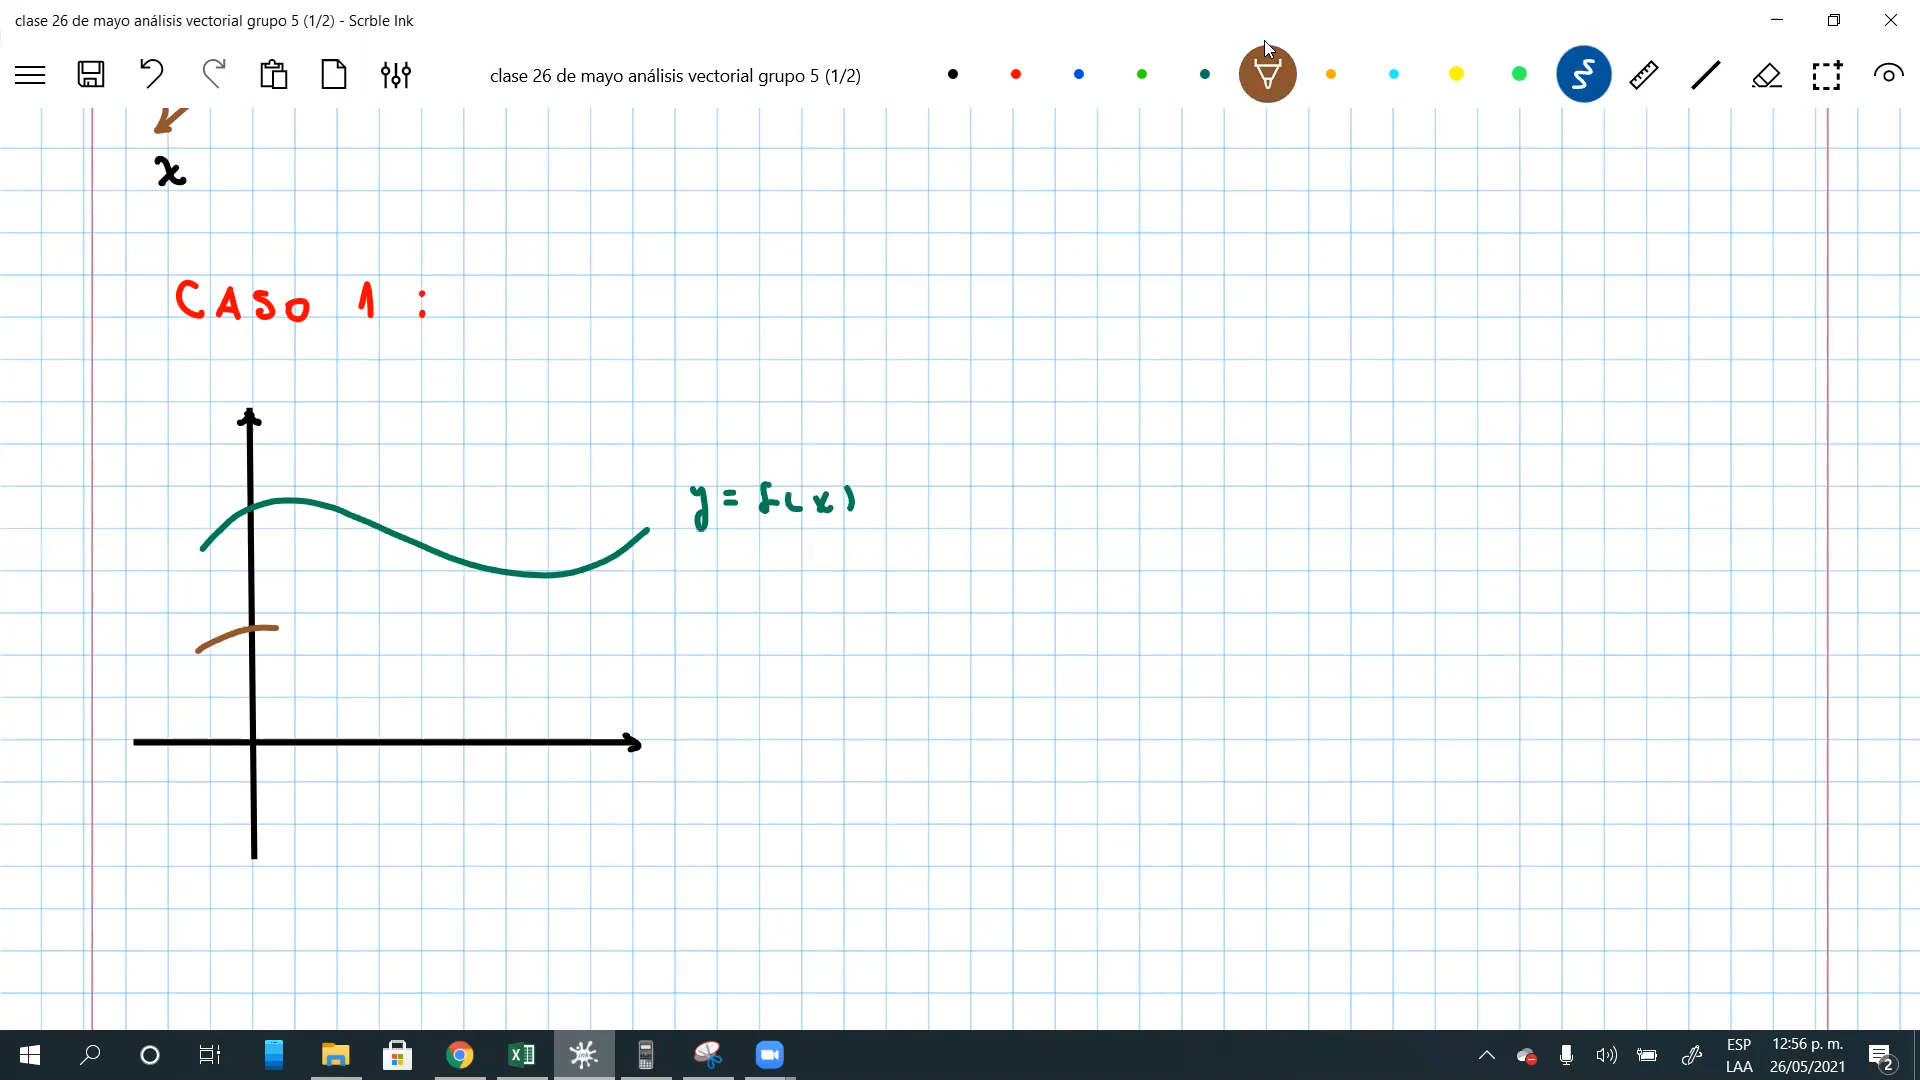 clase 26 de mayo análisis vectorial grupo 5 (1/2) - Scrble Ink
clase 26 de mayo análisis vectorial grupo 5 (1/2)
x
CASO 1 :
y = f(x)
ESP
LAA
12:56 p. m.
26/05/2021
2